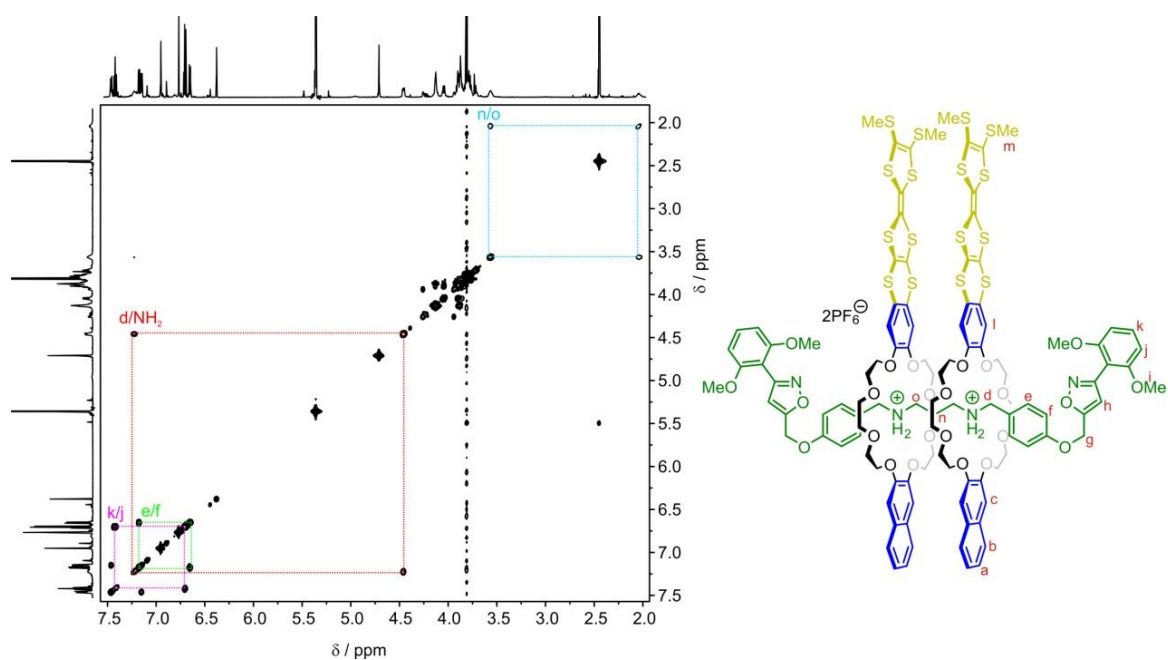 n/o
d/NH₂
k/j
e/f
2.0
2.5
3.0
3.5
4.0
4.5
5.0
5.5
6.0
6.5
7.0
7.5
δ / ppm
7.5 7.0 6.5 6.0 5.5 5.0 4.5 4.0 3.5 3.0 2.5 2.0
δ / ppm
MeS MeS
SMe SMe
m
S S S S
S S S S
S S S S
2PF₆⊖
l
k
OMe O O O O OMe
j
MeO N O O O O N MeO i
O ⊕ o d ⊕ e f O h
N n N
H₂ H₂
O O O O O O g
O O O O
c
b
a